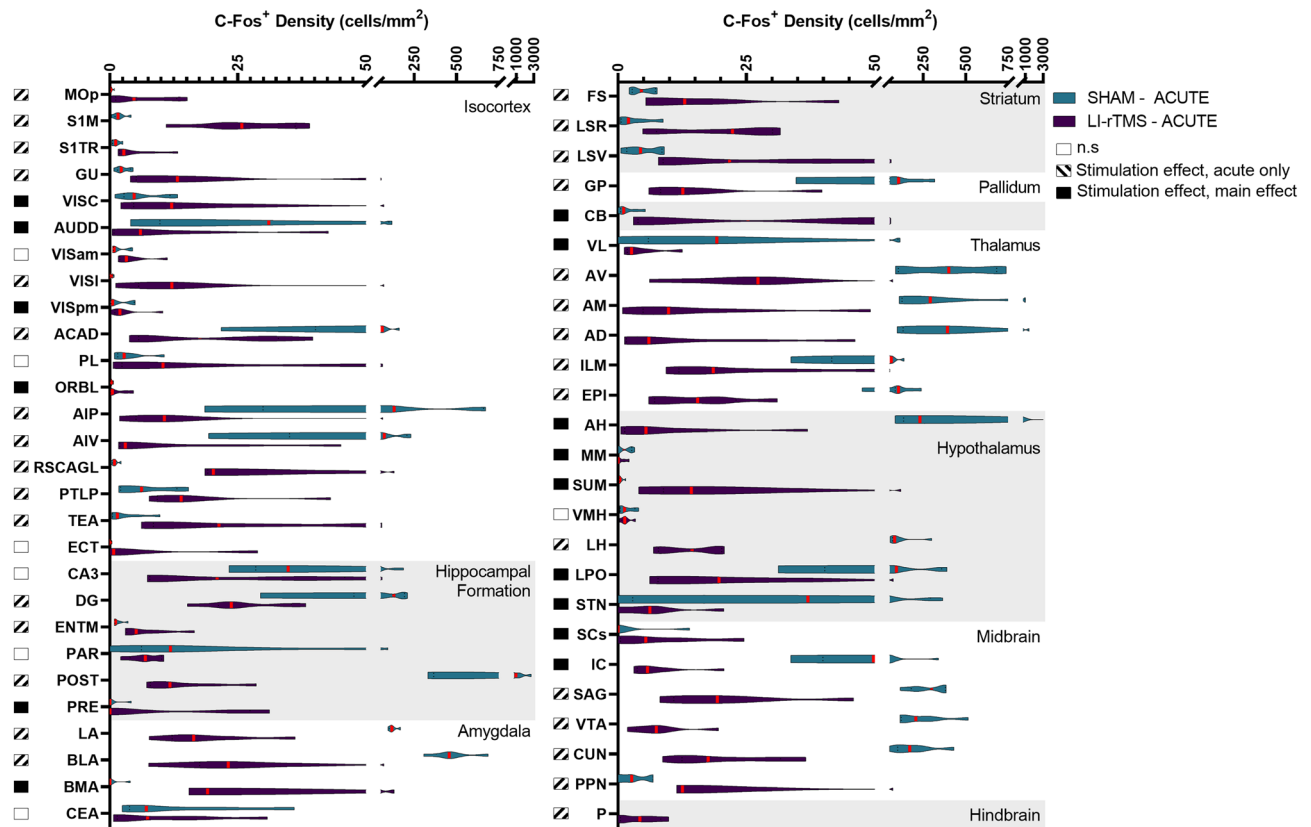 C-Fos+ Density (cells/mm2)
0 25 50 250 500 750 1000 3000
Isocortex
MOp
S1M
S1TR
GU
VISC
AUDD
VISam
VISl
VISpm
ACAD
PL
ORBL
AIP
AIV
RSCAGL
PTLP
TEA
ECT
Hippocampal
Formation
CA3
DG
ENTM
PAR
POST
PRE
Amygdala
LA
BLA
BMA
CEA
C-Fos+ Density (cells/mm2)
0 25 50 250 500 750 1000 3000
Striatum
FS
LSR
LSV
Pallidum
GP
CB
Thalamus
VL
AV
AM
AD
ILM
EPI
Hypothalamus
AH
MM
SUM
VMH
LH
LPO
STN
Midbrain
SCs
IC
SAG
VTA
CUN
PPN
Hindbrain
P
SHAM - ACUTE
LI-rTMS - ACUTE
n.s
Stimulation effect, acute only
Stimulation effect, main effect